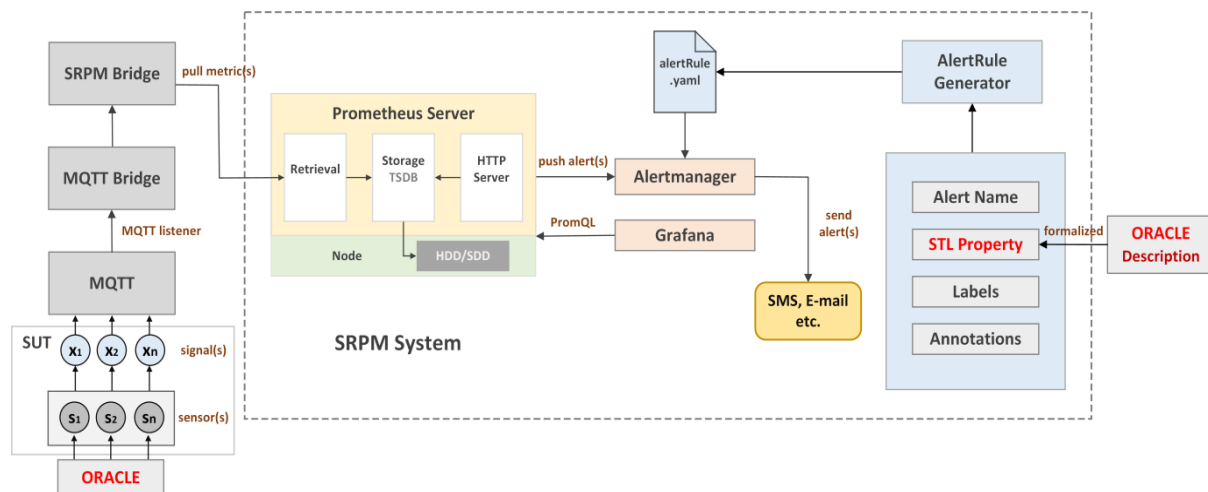 SRPM Bridge
pull metric(s)
MQTT Bridge
MQTT listener
MQTT
SUT
x1
x2
xn
signal(s)
s1
s2
sn
sensor(s)
ORACLE
Prometheus Server
Retrieval
Storage
TSDB
HTTP
Server
Node
HDD/SDD
SRPM System
alertRule
.yaml
push alert(s)
Alertmanager
PromQL
Grafana
send
alert(s)
SMS, E-mail
etc.
AlertRule
Generator
Alert Name
STL Property
Labels
Annotations
formalized
ORACLE
Description